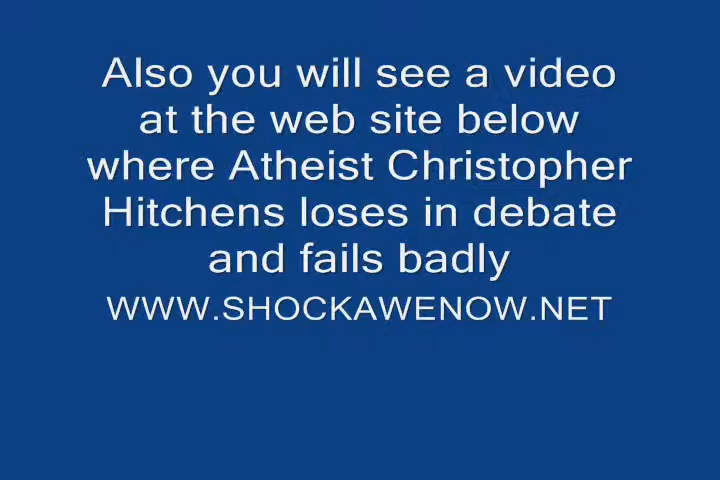 Also you will see a video
at the web site below
where Atheist Christopher
Hitchens loses in debate
and fails badly
WWW.SHOCKAWENOW.NET